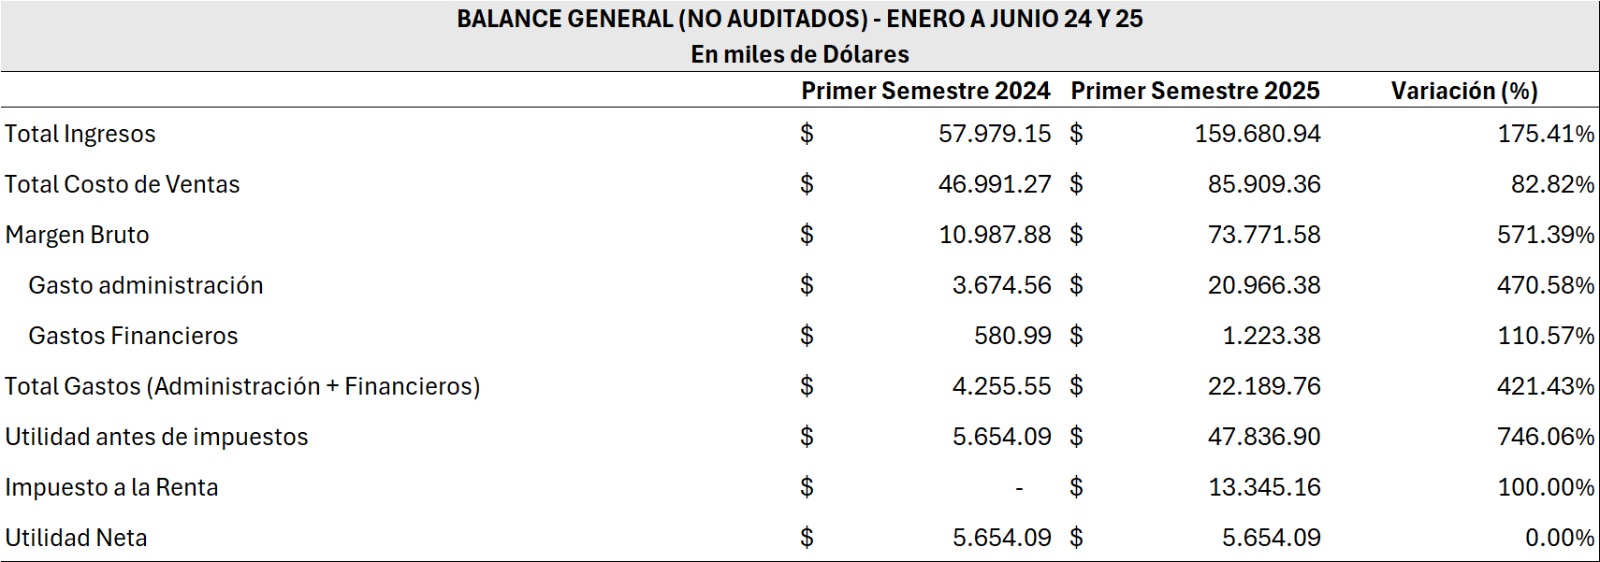 BALANCE GENERAL (NO AUDITADOS) - ENERO A JUNIO 24 Y 25
En miles de Dólares
Primer Semestre 2024 Primer Semestre 2025 Variación (%)
Total Ingresos $ 57.979.15 $ 159.680.94 175.41%
Total Costo de Ventas $ 46.991.27 $ 85.909.36 82.82%
Margen Bruto $ 10.987.88 $ 73.771.58 571.39%
Gasto administración $ 3.674.56 $ 20.966.38 470.58%
Gastos Financieros $ 580.99 $ 1.223.38 110.57%
Total Gastos (Administración + Financieros) $ 4.255.55 $ 22.189.76 421.43%
Utilidad antes de impuestos $ 5.654.09 $ 47.836.90 746.06%
Impuesto a la Renta $ - $ 13.345.16 100.00%
Utilidad Neta $ 5.654.09 $ 5.654.09 0.00%